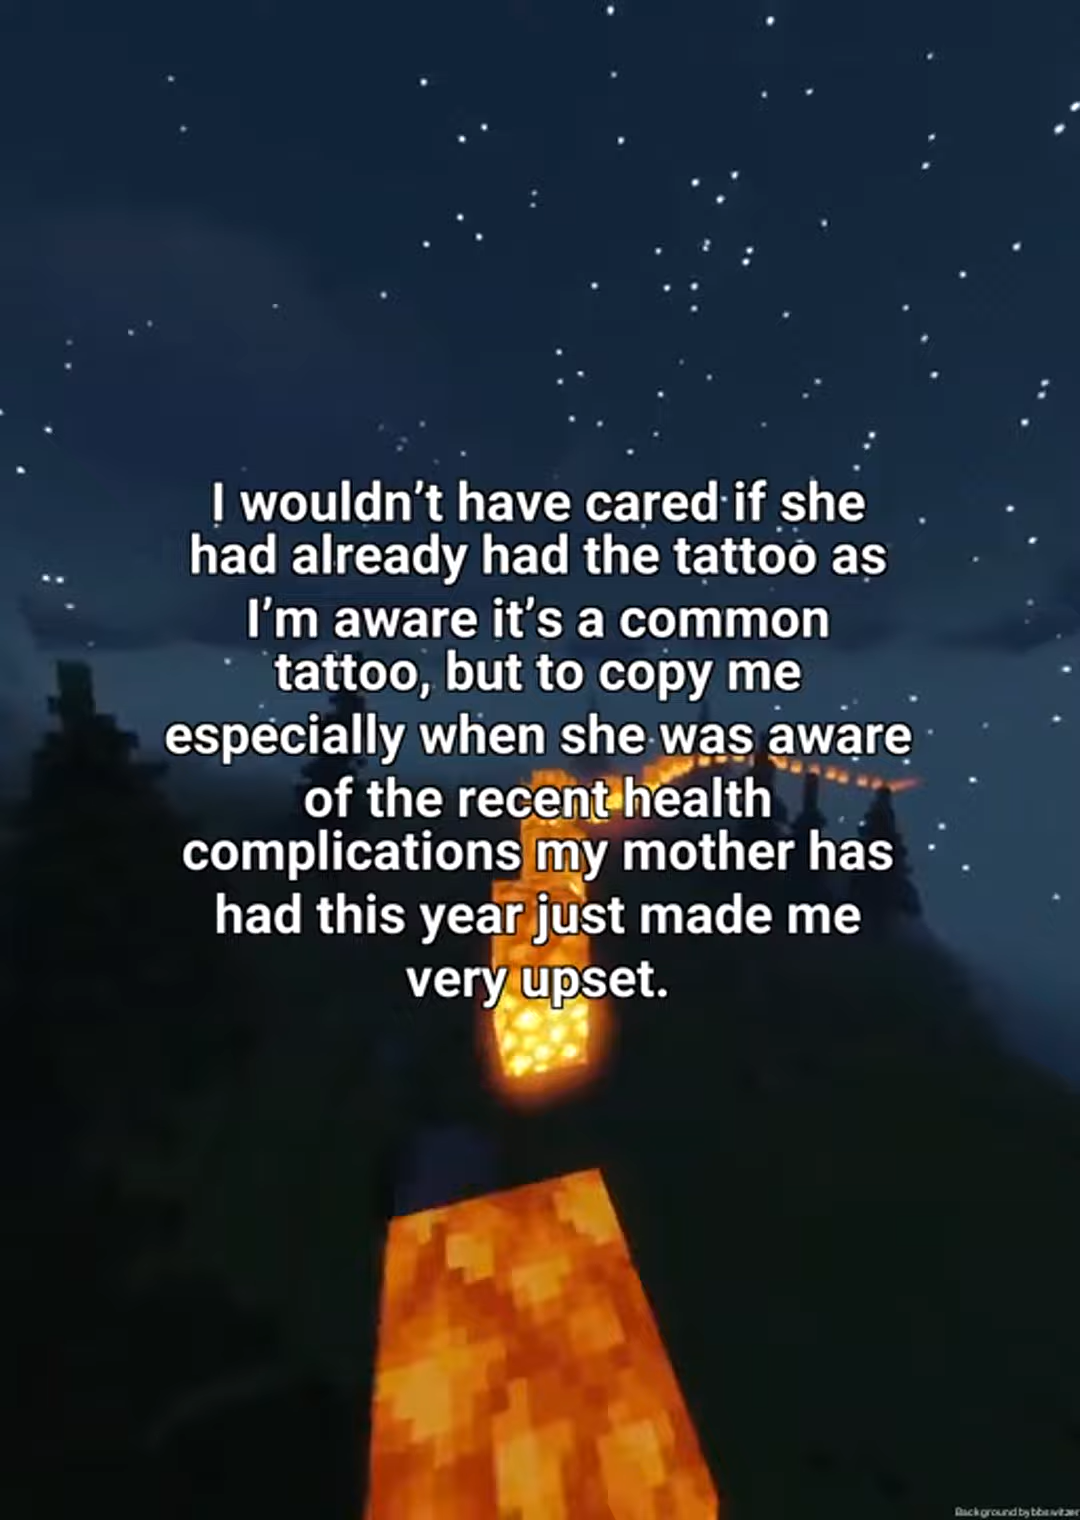 I wouldn’t have cared if she
had already had the tattoo as
I’m aware it’s a common
tattoo, but to copy me
especially when she was aware
of the recent health
complications my mother has
had this year just made me
very upset.
Background by